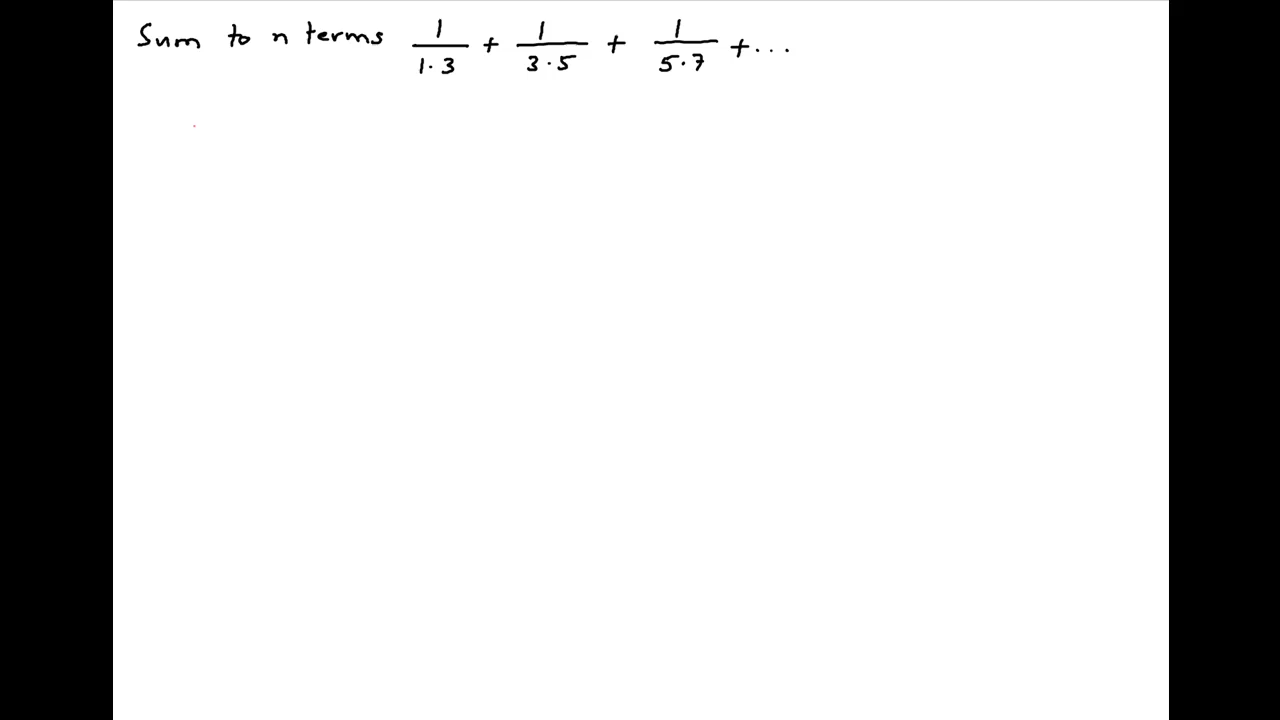 Sum to n terms 1/(1·3) + 1/(3·5) + 1/(5·7) + ...